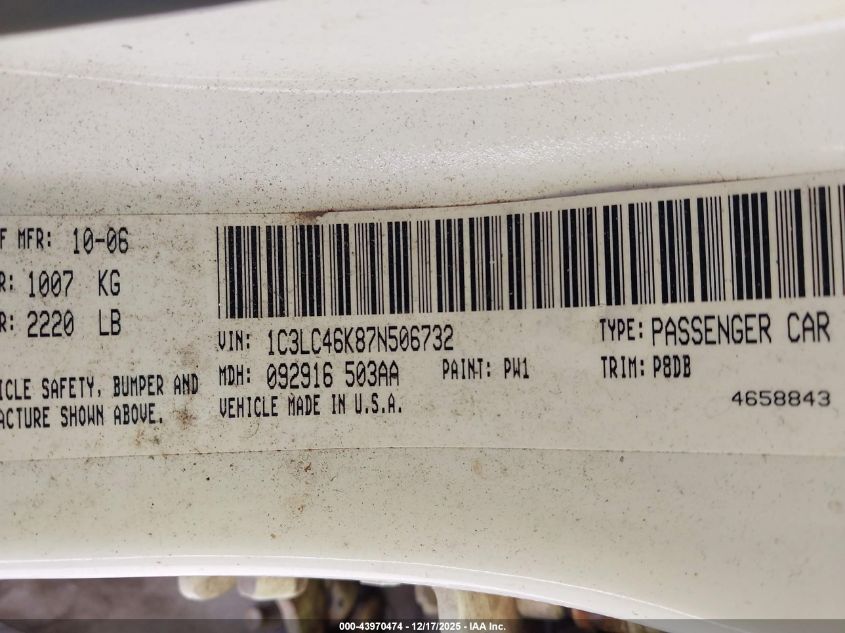 F MFR: 10-06
R: 1007 KG
R: 2220 LB
ICLE SAFETY, BUMPER AND
ACTURE SHOWN ABOVE.
VIN: 1C3LC46K87N506732
TYPE: PASSENGER CAR
MDH: 092916 503AA
PAINT: PW1
TRIM: P8DB
VEHICLE MADE IN U.S.A.
4658843
000-43970474 | 12/17/2025 - IAA Inc.